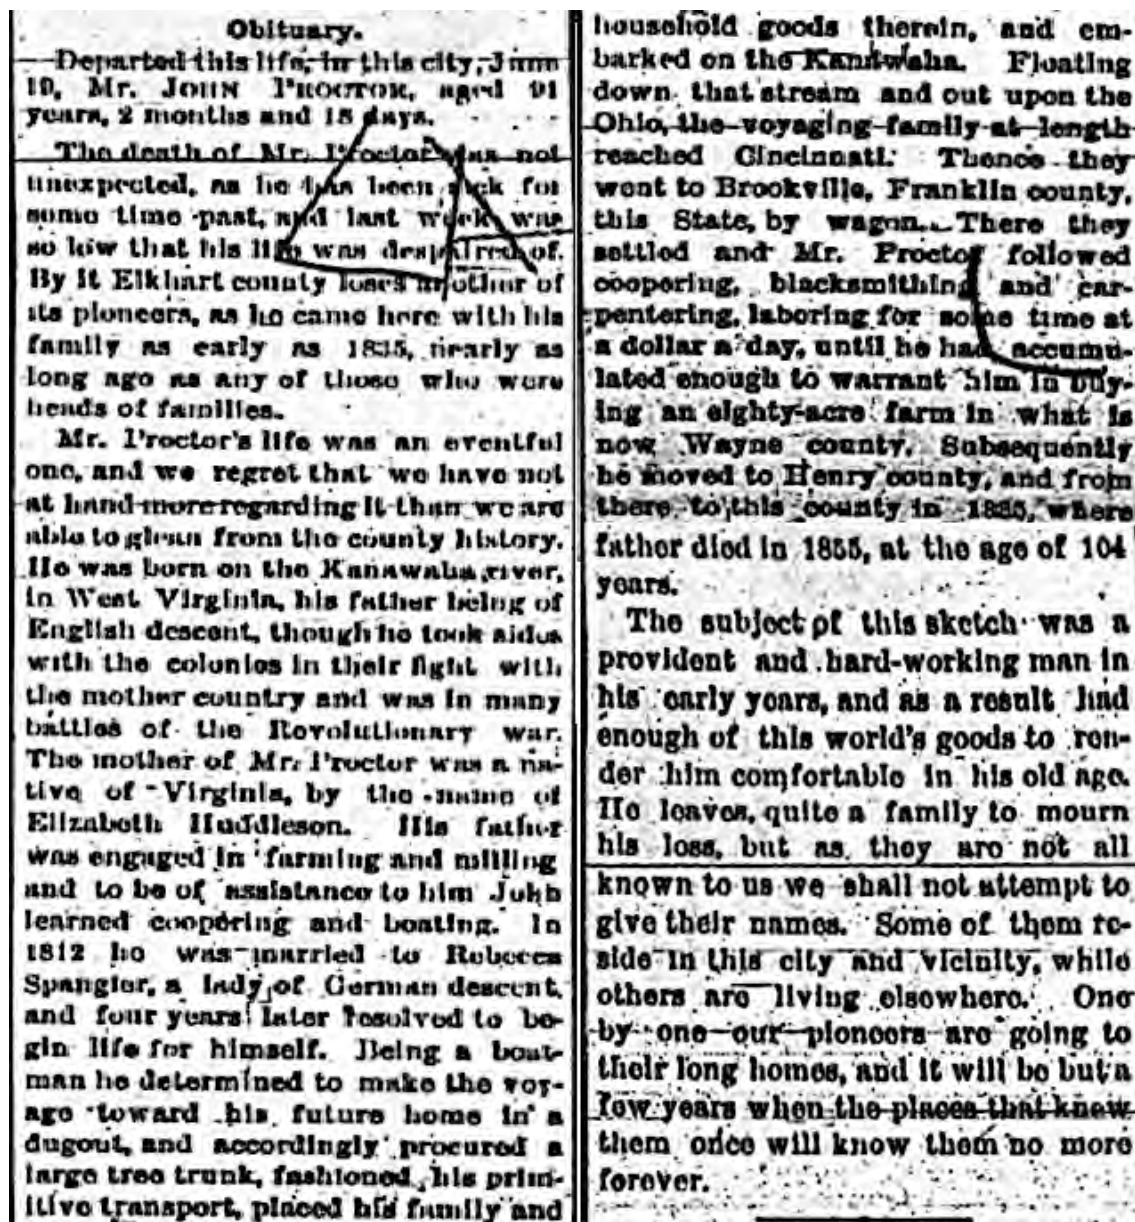 Obituary.
Departed this life, in this city, June
19, Mr. JOHN PROCTOR, aged 91
years, 2 months and 15 days.
The death of Mr. Proctor was not
unexpected, as he has been sick for
some time past, and last week was
so low that his life was despaired of.
By it Elkhart county loses another of
its pioneers, as he came here with his
family as early as 1835, nearly as
long ago as any of those who were
heads of families.
Mr. Proctor's life was an eventful
one, and we regret that we have not
at hand more regarding it than we are
able to glean from the county history.
He was born on the Kanawaha river,
in West Virginia, his father being of
English descent, though he took sides
with the colonies in their fight with
the mother country and was in many
battles of the Revolutionary war.
The mother of Mr. Proctor was a na-
tive of Virginia, by the name of
Elizabeth Huddleson. His father
was engaged in farming and milling
and to be of assistance to him John
learned coopering and boating. In
1812 he was married to Rebecca
Spangler, a lady of German descent,
and four years later resolved to be-
gin life for himself. Being a boat-
man he determined to make the voy-
age toward his future home in a
dugout, and accordingly procured a
large tree trunk, fashioned his prim-
itive transport, placed his family and
household goods therein, and em-
barked on the Kanawaha. Floating
down that stream and out upon the
Ohio, the voyaging family at length
reached Cincinnati. Thence they
went to Brookville, Franklin county,
this State, by wagon. There they
settled and Mr. Proctor followed
coopering, blacksmithing and car-
pentering, laboring for some time at
a dollar a day, until he had accumu-
lated enough to warrant him in buy-
ing an eighty-acre farm in what is
now Wayne county. Subsequently
he moved to Henry county, and from
there to this county in 1835, where
father died in 1855, at the age of 104
years.
The subject of this sketch was a
provident and hard-working man in
his early years, and as a result had
enough of this world's goods to ren-
der him comfortable in his old age.
He leaves quite a family to mourn
his loss, but as they are not all
known to us we shall not attempt to
give their names. Some of them re-
side in this city and vicinity, while
others are living elsewhere. One
by one our pioneers are going to
their long homes, and it will be but a
few years when the places that knew
them once will know them no more
forever.